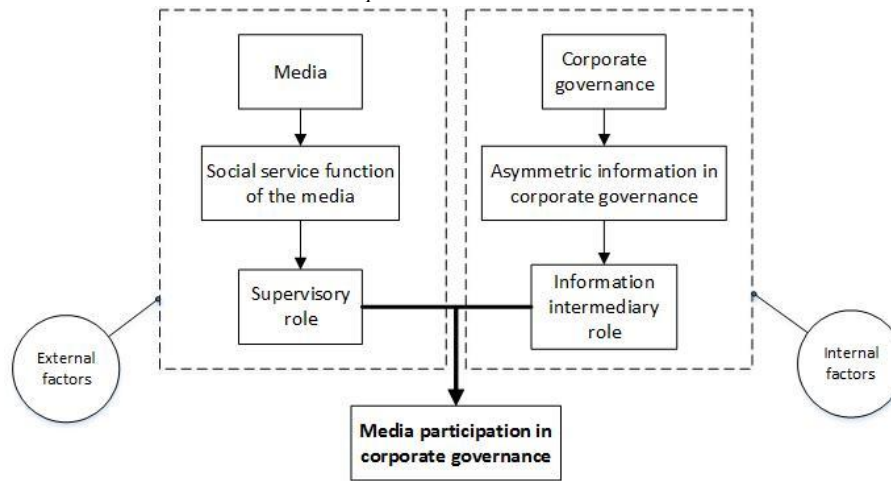 Media
Social service function
of the media
Supervisory
role
Corporate
governance
Asymmetric information in
corporate governance
Information
intermediary
role
External
factors
Internal
factors
Media participation in
corporate governance